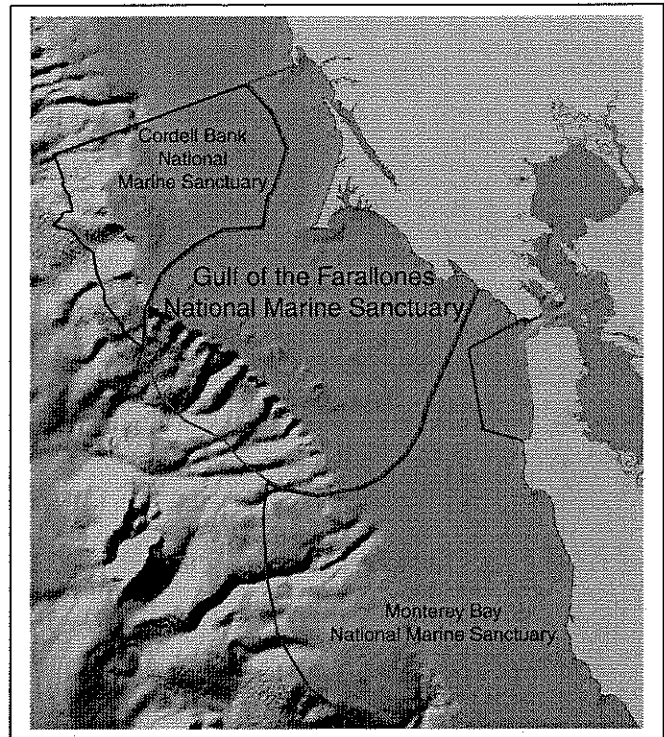 Cordell Bank
National
Marine Sanctuary
Gulf of the Farallones
National Marine Sanctuary
Monterey Bay
National Marine Sanctuary